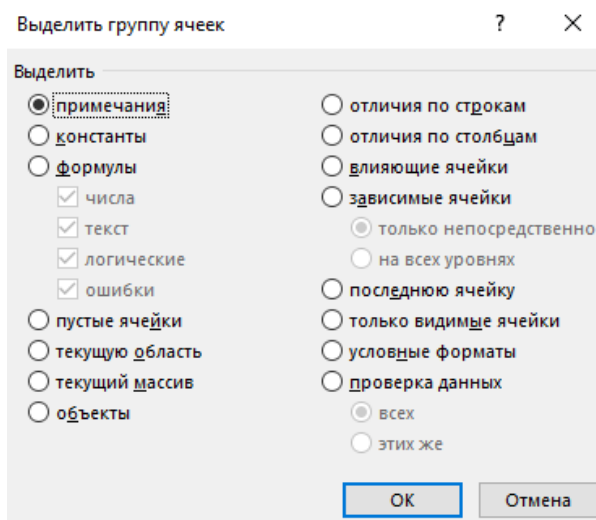 Выделить группу ячеек ? ×
Выделить
примечания
константы
формулы
числа
текст
логические
ошибки
пустые ячейки
текущую область
текущий массив
объекты
отличия по строкам
отличия по столбцам
влияющие ячейки
зависимые ячейки
только непосредственно
на всех уровнях
последнюю ячейку
только видимые ячейки
условные форматы
проверка данных
всех
этих же
ОК Отмена